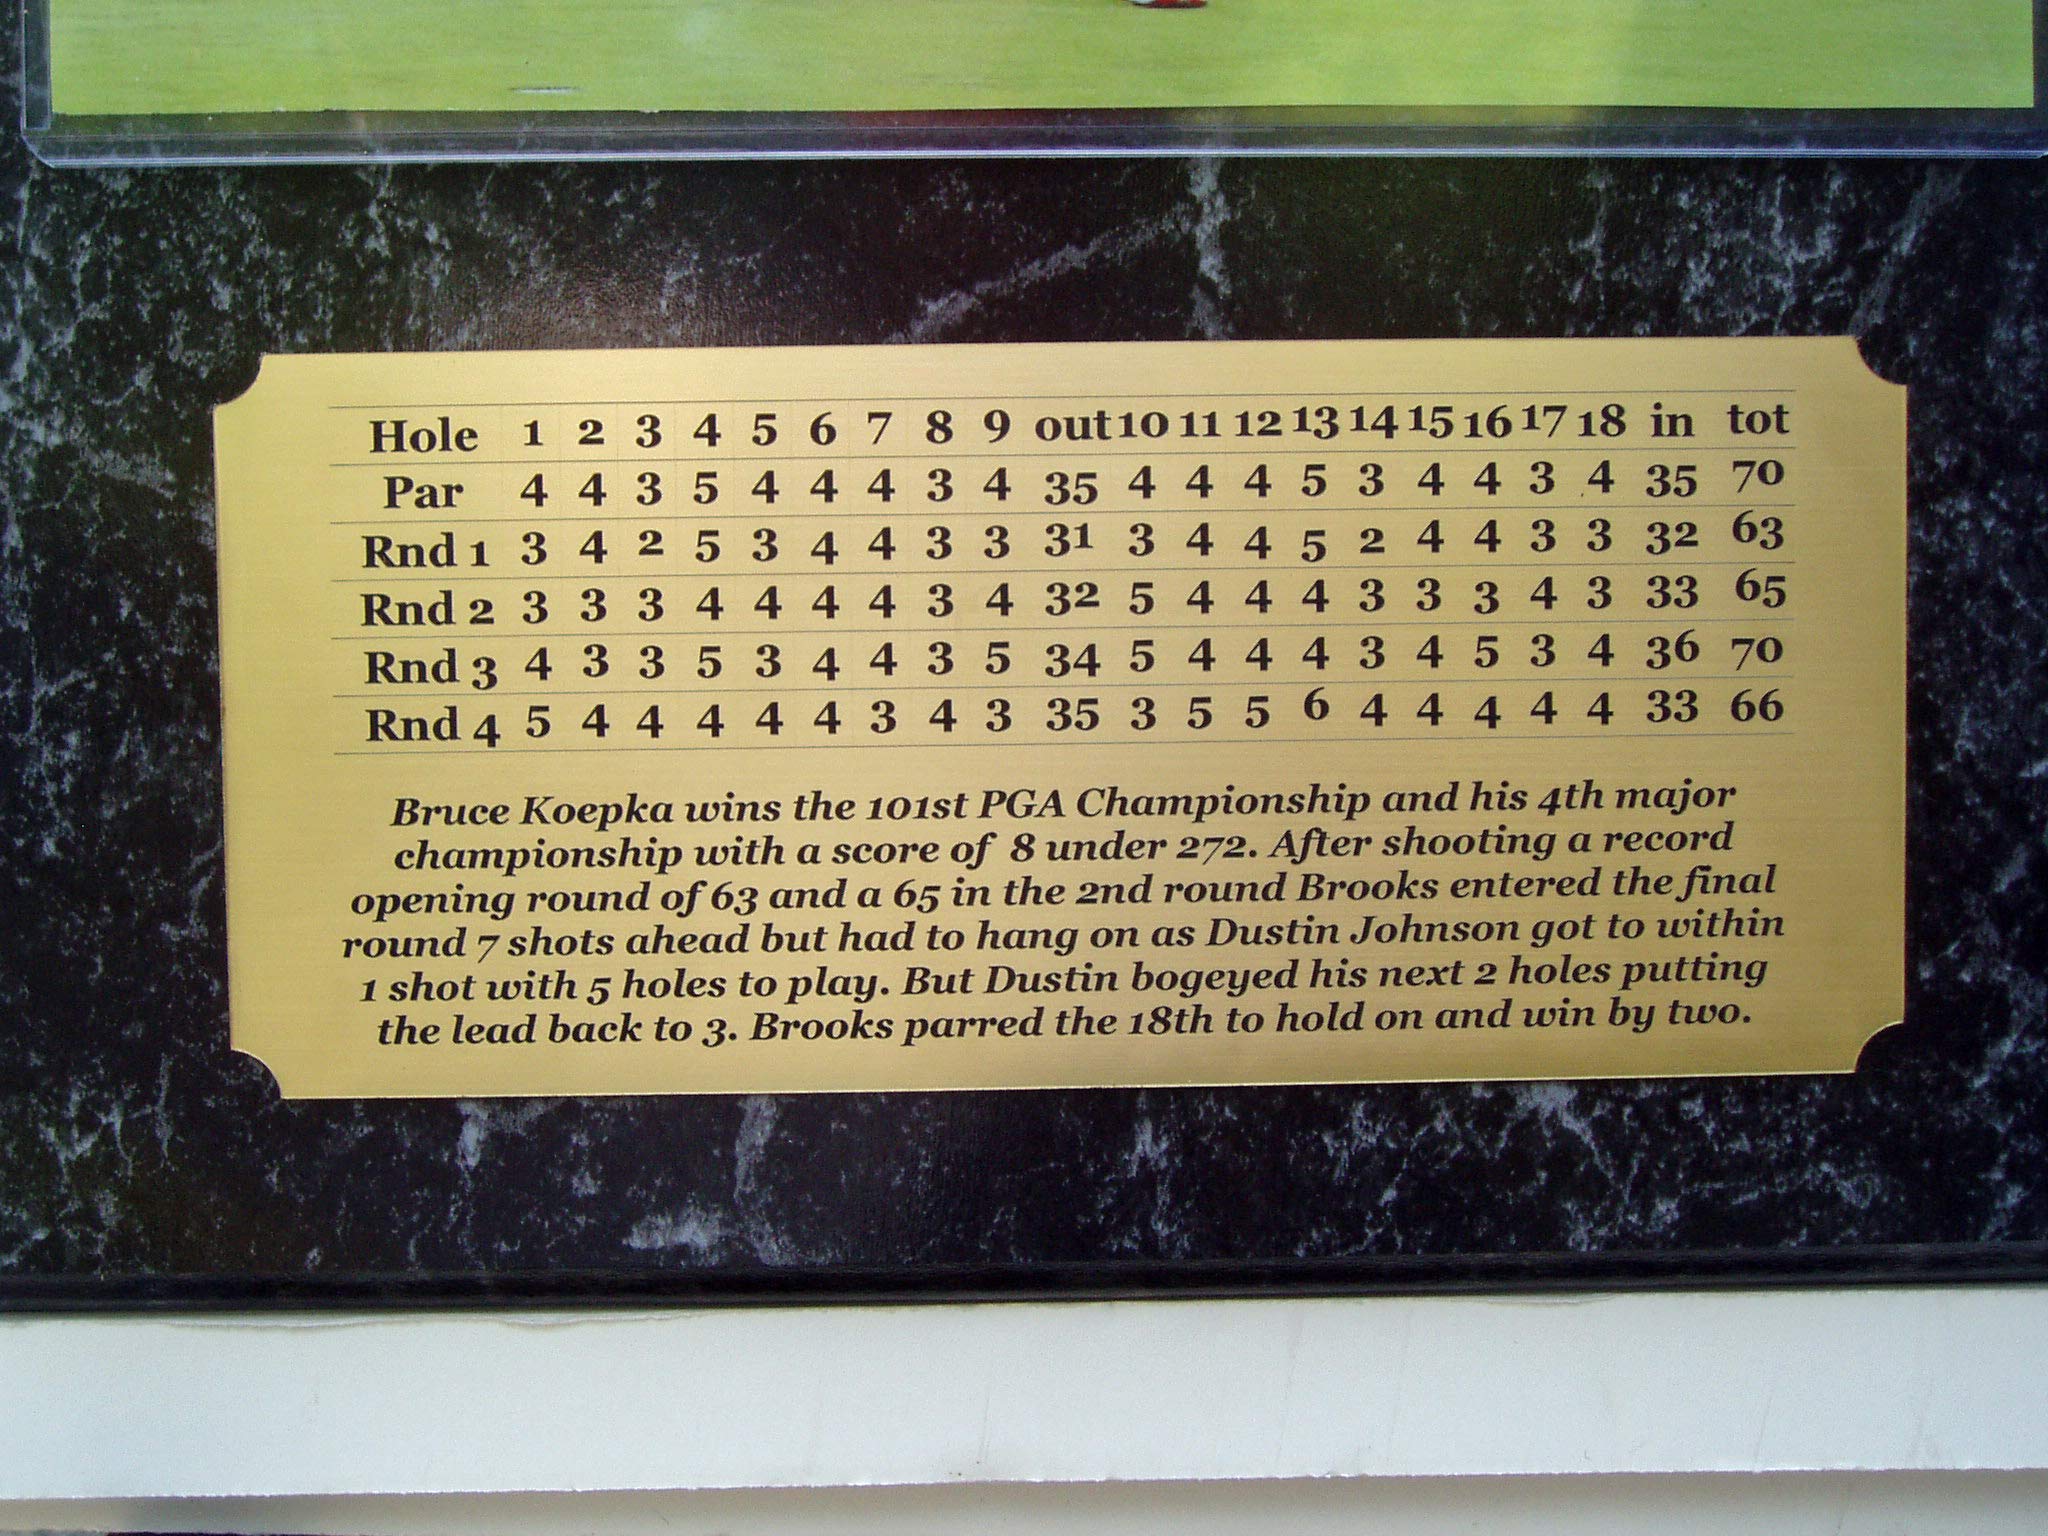 Hole 1 2 3 4 5 6 7 8 9 out 10 11 12 13 14 15 16 17 18 in tot
Par 4 4 3 5 4 4 4 3 4 35 4 4 4 5 3 4 4 3 4 35 70
Rnd 1 3 4 2 5 3 4 4 3 3 31 3 4 4 5 2 4 4 3 3 32 63
Rnd 2 3 3 3 4 4 4 4 3 4 32 5 4 4 4 3 3 3 4 3 33 65
Rnd 3 4 3 3 5 3 4 4 3 5 34 5 4 4 4 3 4 5 3 4 36 70
Rnd 4 5 4 4 4 4 4 3 4 3 35 3 5 5 6 4 4 4 4 4 33 66
Bruce Koepka wins the 101st PGA Championship and his 4th major
championship with a score of 8 under 272. After shooting a record
opening round of 63 and a 65 in the 2nd round Brooks entered the final
round 7 shots ahead but had to hang on as Dustin Johnson got to within
1 shot with 5 holes to play. But Dustin bogeyed his next 2 holes putting
the lead back to 3. Brooks parred the 18th to hold on and win by two.